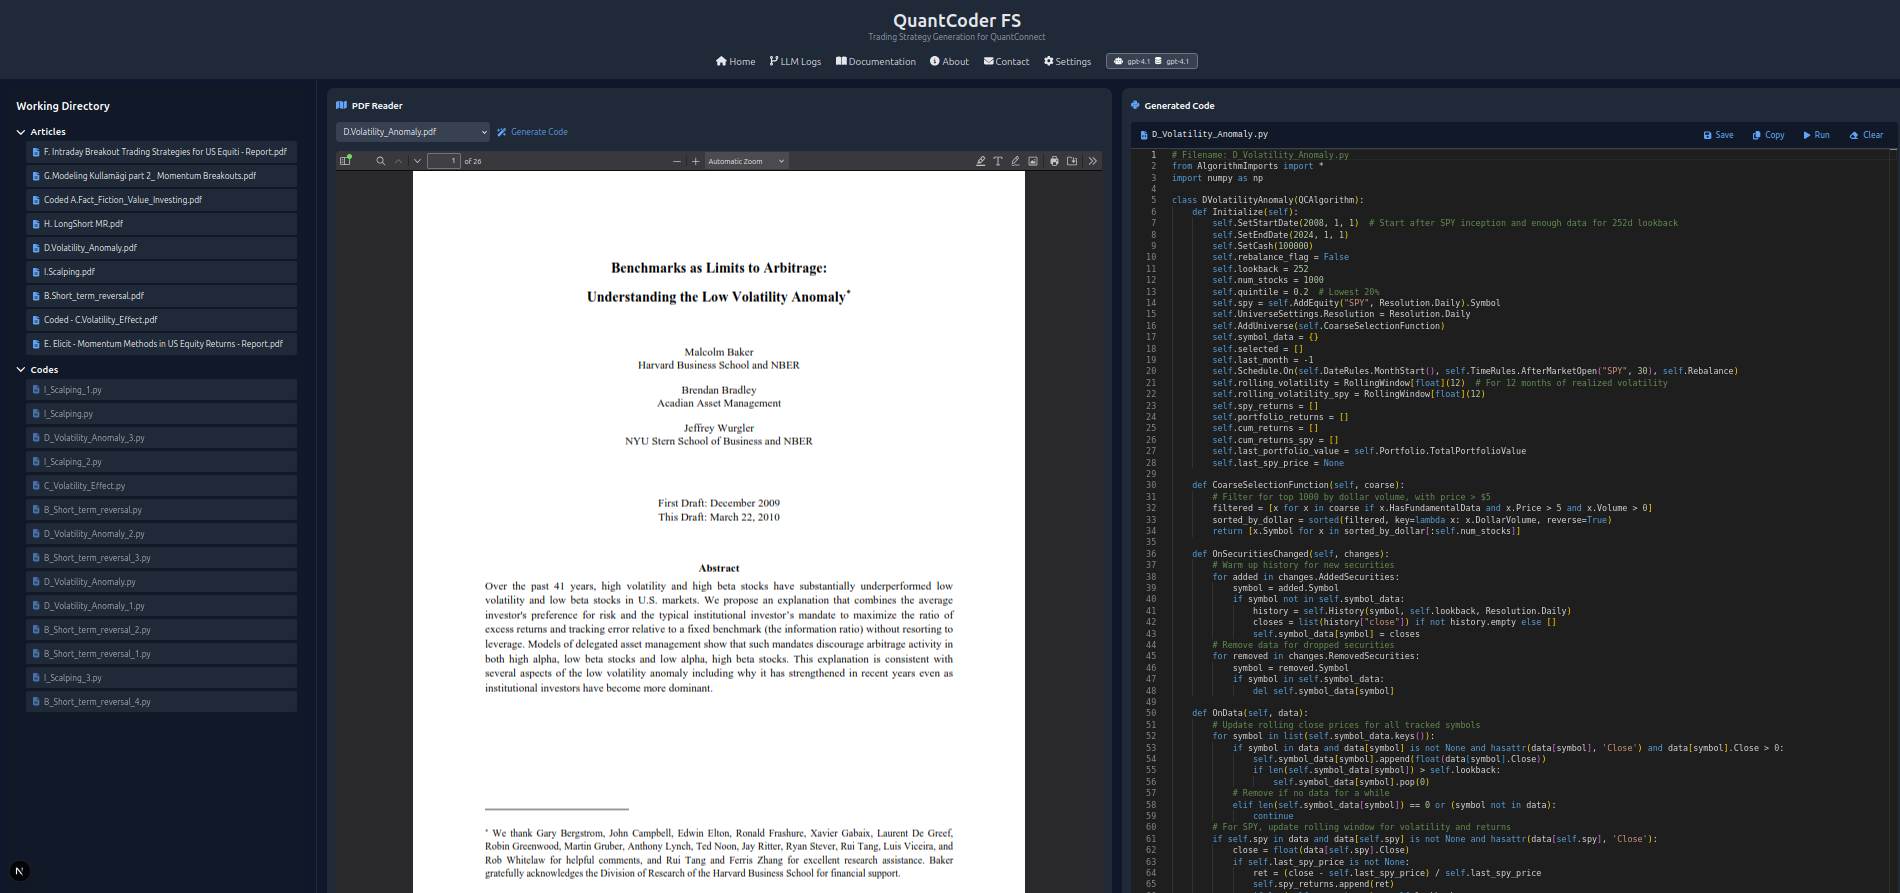 QuantCoder FS
Trading Strategy Generation for QuantConnect
Home LLM Logs Documentation About Contact Settings gpt-4.1 gpt-4.1
Working Directory
Articles
F. Intraday Breakout Trading Strategies for US Equiti - Report.pdf
G.Modeling Kullamägi part 2_ Momentum Breakouts.pdf
Coded A.Fact_Fiction_Value_Investing.pdf
H. LongShort MR.pdf
D.Volatility_Anomaly.pdf
I.Scalping.pdf
B.Short_term_reversal.pdf
Coded - C.Volatility_Effect.pdf
E. Elicit - Momentum Methods in US Equity Returns - Report.pdf
Codes
I_Scalping_1.py
I_Scalping.py
D_Volatility_Anomaly_3.py
I_Scalping_2.py
C_Volatility_Effect.py
B_Short_term_reversal.py
D_Volatility_Anomaly_2.py
B_Short_term_reversal_3.py
D_Volatility_Anomaly.py
D_Volatility_Anomaly_1.py
B_Short_term_reversal_2.py
B_Short_term_reversal_1.py
I_Scalping_3.py
B_Short_term_reversal_4.py
N
PDF Reader
D.Volatility_Anomaly.pdf Generate Code
1 of 26 Automatic Zoom
Benchmarks as Limits to Arbitrage:
Understanding the Low Volatility Anomaly*
Malcolm Baker
Harvard Business School and NBER
Brendan Bradley
Acadian Asset Management
Jeffrey Wurgler
NYU Stern School of Business and NBER
First Draft: December 2009
This Draft: March 22, 2010
Abstract
Over the past 41 years, high volatility and high beta stocks have substantially underperformed low
volatility and low beta stocks in U.S. markets. We propose an explanation that combines the average
investor's preference for risk and the typical institutional investor's mandate to maximize the ratio of
excess returns and tracking error relative to a fixed benchmark (the information ratio) without resorting to
leverage. Models of delegated asset management show that such mandates discourage arbitrage activity in
both high alpha, low beta stocks and low alpha, high beta stocks. This explanation is consistent with
several aspects of the low volatility anomaly including why it has strengthened in recent years even as
institutional investors have become more dominant.
* We thank Gary Bergstrom, John Campbell, Edwin Elton, Ronald Frashure, Xavier Gabaix, Laurent De Greef,
Robin Greenwood, Martin Gruber, Anthony Lynch, Ted Noon, Jay Ritter, Ryan Stever, Rui Tang, Luis Viceira, and
Rob Whitelaw for helpful comments, and Rui Tang and Ferris Zhang for excellent research assistance. Baker
gratefully acknowledges the Division of Research of the Harvard Business School for financial support.
Generated Code
D_Volatility_Anomaly.py Save Copy Run Clear
1 # Filename: D_Volatility_Anomaly.py
2 from AlgorithmImports import *
3 import numpy as np
4
5 class DVolatilityAnomaly(QCAlgorithm):
6 def Initialize(self):
7 self.SetStartDate(2008, 1, 1) # Start after SPY inception and enough data for 252d lookback
8 self.SetEndDate(2024, 1, 1)
9 self.SetCash(100000)
10 self.rebalance_flag = False
11 self.lookback = 252
12 self.num_stocks = 1000
13 self.quintile = 0.2 # Lowest 20%
14 self.spy = self.AddEquity("SPY", Resolution.Daily).Symbol
15 self.UniverseSettings.Resolution = Resolution.Daily
16 self.AddUniverse(self.CoarseSelectionFunction)
17 self.symbol_data = {}
18 self.selected = []
19 self.last_month = -1
20 self.Schedule.On(self.DateRules.MonthStart(), self.TimeRules.AfterMarketOpen("SPY", 30), self.Rebalance)
21 self.rolling_volatility = RollingWindow[float](12) # For 12 months of realized volatility
22 self.rolling_volatility_spy = RollingWindow[float](12)
23 self.spy_returns = []
24 self.portfolio_returns = []
25 self.cum_returns = []
26 self.cum_returns_spy = []
27 self.last_portfolio_value = self.Portfolio.TotalPortfolioValue
28 self.last_spy_price = None
29
30 def CoarseSelectionFunction(self, coarse):
31 # Filter for top 1000 by dollar volume, with price > $5
32 filtered = [x for x in coarse if x.HasFundamentalData and x.Price > 5 and x.Volume > 0]
33 sorted_by_dollar = sorted(filtered, key=lambda x: x.DollarVolume, reverse=True)
34 return [x.Symbol for x in sorted_by_dollar[:self.num_stocks]]
35
36 def OnSecuritiesChanged(self, changes):
37 # Warm up history for new securities
38 for added in changes.AddedSecurities:
39 symbol = added.Symbol
40 if symbol not in self.symbol_data:
41 history = self.History(symbol, self.lookback, Resolution.Daily)
42 closes = list(history["close"]) if not history.empty else []
43 self.symbol_data[symbol] = closes
44 # Remove data for dropped securities
45 for removed in changes.RemovedSecurities:
46 symbol = removed.Symbol
47 if symbol in self.symbol_data:
48 del self.symbol_data[symbol]
49
50 def OnData(self, data):
51 # Update rolling close prices for all tracked symbols
52 for symbol in list(self.symbol_data.keys()):
53 if symbol in data and data[symbol] is not None and hasattr(data[symbol], 'Close') and data[symbol].Close > 0:
54 self.symbol_data[symbol].append(float(data[symbol].Close))
55 if len(self.symbol_data[symbol]) > self.lookback:
56 self.symbol_data[symbol].pop(0)
57 # Remove if no data for a while
58 elif len(self.symbol_data[symbol]) == 0 or (symbol not in data):
59 continue
60 # For SPY, update rolling window for volatility and returns
61 if self.spy in data and data[self.spy] is not None and hasattr(data[self.spy], 'Close'):
62 close = float(data[self.spy].Close)
63 if self.last_spy_price is not None:
64 ret = (close - self.last_spy_price) / self.last_spy_price
65 self.spy_returns.append(ret)